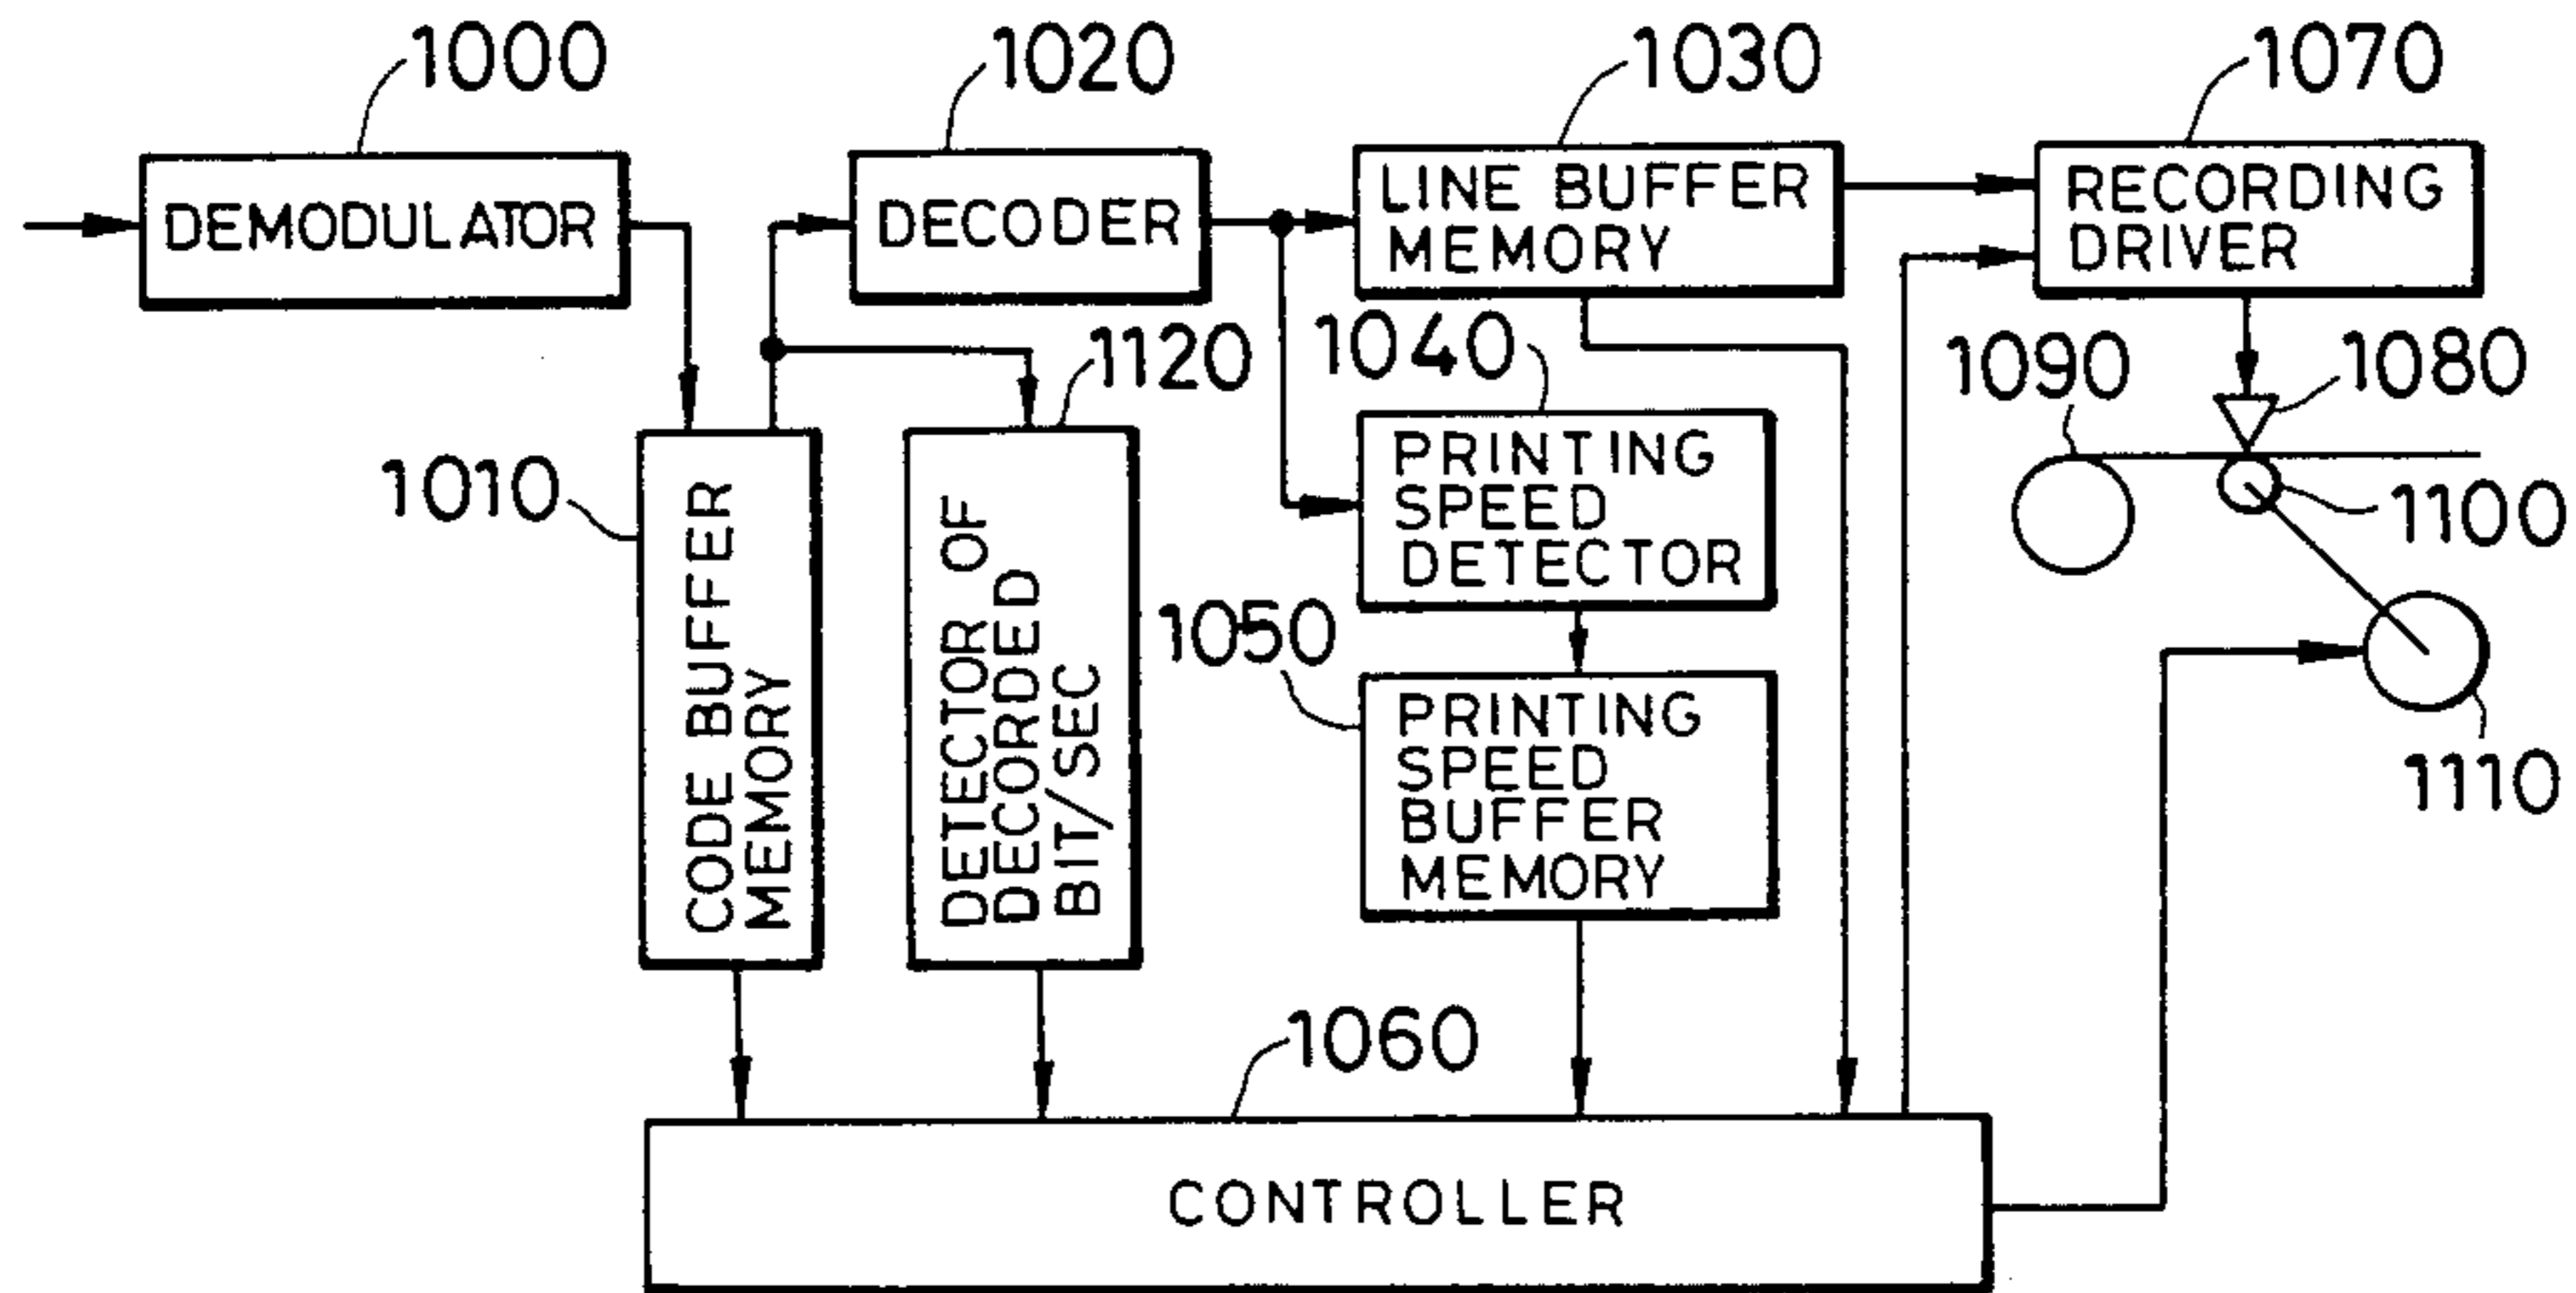 1000
1020
1030
1070
DEMODULATOR
DECODER
LINE BUFFER
MEMORY
RECORDING
DRIVER
1010
CODE BUFFER
MEMORY
1120
DETECTOR OF
DECORDED
BIT/SEC
1040
PRINTING
SPEED
DETECTOR
1050
PRINTING
SPEED
BUFFER
MEMORY
1090
1080
1100
1110
1060
CONTROLLER